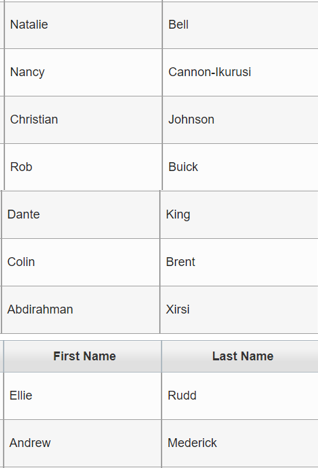 Natalie Bell
Nancy Cannon-Ikurusi
Christian Johnson
Rob Buick
Dante King
Colin Brent
Abdirahman Xirsi
First Name Last Name
Ellie Rudd
Andrew Mederick